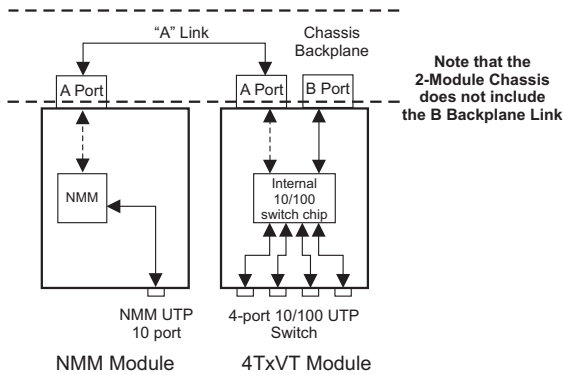 “A” Link
Chassis
Backplane
Note that the
2-Module Chassis
does not include
the B Backplane Link
A Port
A Port
B Port
NMM
Internal
10/100
switch chip
NMM UTP
10 port
4-port 10/100 UTP
Switch
NMM Module
4TxVT Module